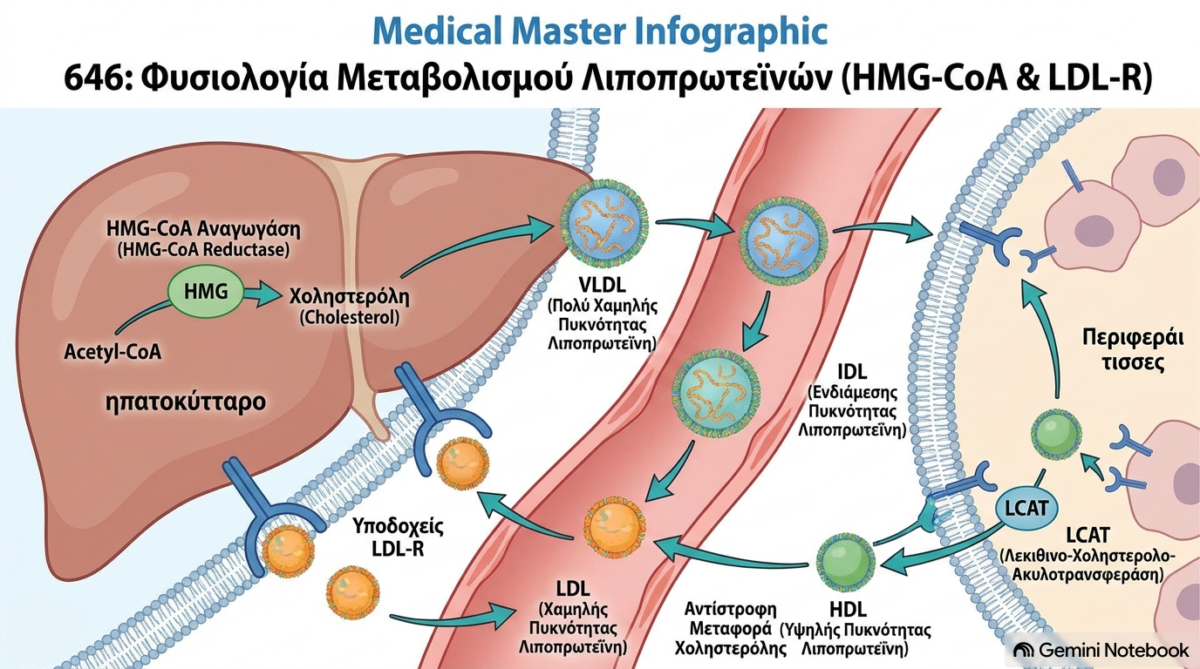 Medical Master Infographic
646: Φυσιολογία Μεταβολισμού Λιποπρωτεϊνών (HMG-CoA & LDL-R)
HMG-CoA Αναγωγάση
(HMG-CoA Reductase)
HMG
Χοληστερόλη
(Cholesterol)
Acetyl-CoA
ηπατοκύτταρο
VLDL
(Πολύ Χαμηλής
Πυκνότητας
Λιποπρωτεΐνη)
IDL
(Ενδιάμεσης
Πυκνότητας
Λιποπρωτεΐνη)
Περιφεράι
τισσες
Υποδοχείς
LDL-R
LDL
(Χαμηλής
Πυκνότητας
Λιποπρωτεΐνη)
Αντίστροφη
Μεταφορά
Χοληστερόλης
HDL
(Υψηλής Πυκνότητας
Λιποπρωτεΐνη)
LCAT
LCAT
(Λεκιθινο-Χοληστερολο-
Ακυλοτρανσφεράση)
Gemini Notebook